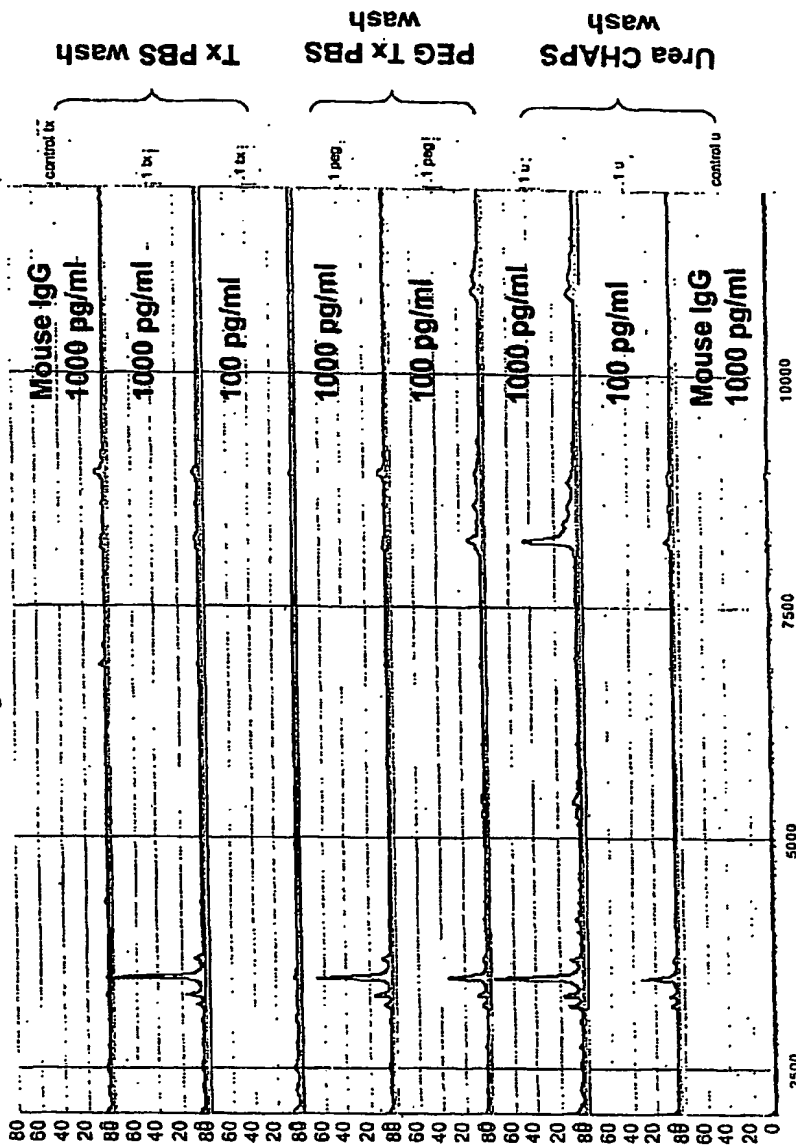 80
60
40
20
80
60
40
20
80
60
40
20
80
60
40
20
80
60
40
20
80
60
40
20
80
60
40
20
80
60
40
20
0
Mouse IgG
1000 pg/ml
1000 pg/ml
100 pg/ml
1000 pg/ml
100 pg/ml
1000 pg/ml
100 pg/ml
Mouse IgG
1000 pg/ml
control tx
1 tx
.1 tx
1 peg
.1 peg
1 u
.1 u
control u
Tx PBS wash
PEG Tx PBS
wash
Urea CHAPS
wash
2500
5000
7500
10000